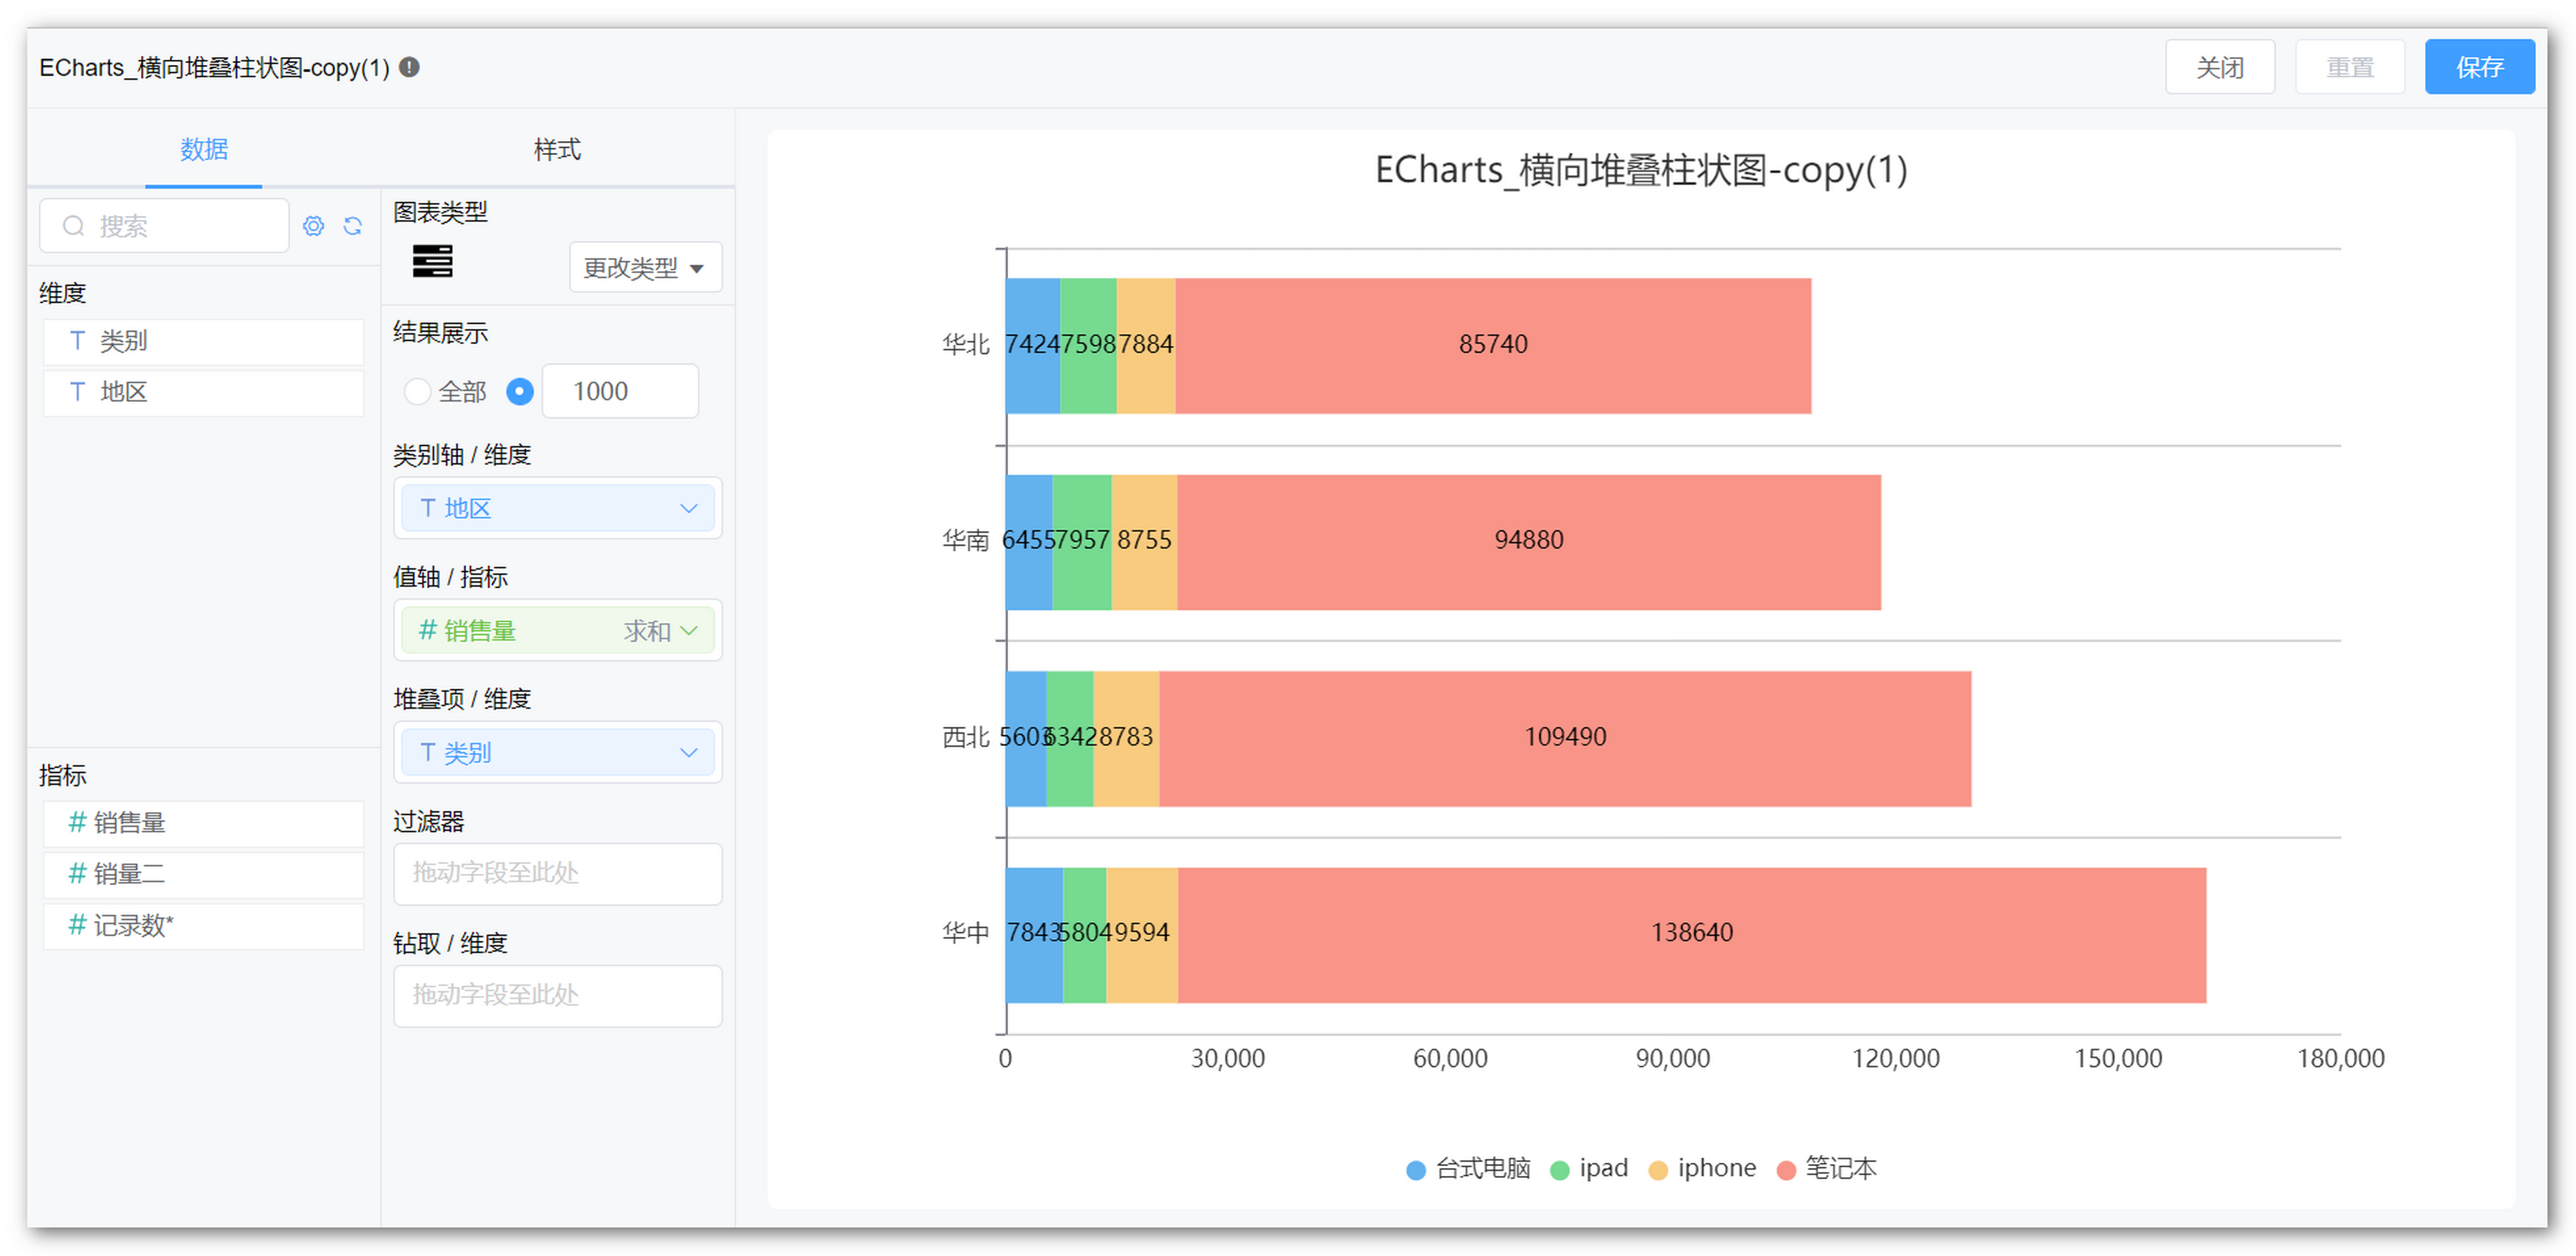 ECharts_横向堆叠柱状图-copy(1)
关闭
重置
保存
数据
样式
搜索
维度
T 类别
T 地区
指标
# 销售量
# 销量二
# 记录数*
图表类型
更改类型
结果展示
全部
1000
类别轴 / 维度
T 地区
值轴 / 指标
# 销售量 求和
堆叠项 / 维度
T 类别
过滤器
拖动字段至此处
钻取 / 维度
拖动字段至此处
ECharts_横向堆叠柱状图-copy(1)
华北 7424 7598 7884 85740
华南 6455 7957 8755 94880
西北 5603 6342 8783 109490
华中 7843 5804 9594 138640
0 30,000 60,000 90,000 120,000 150,000 180,000
台式电脑 ipad iphone 笔记本